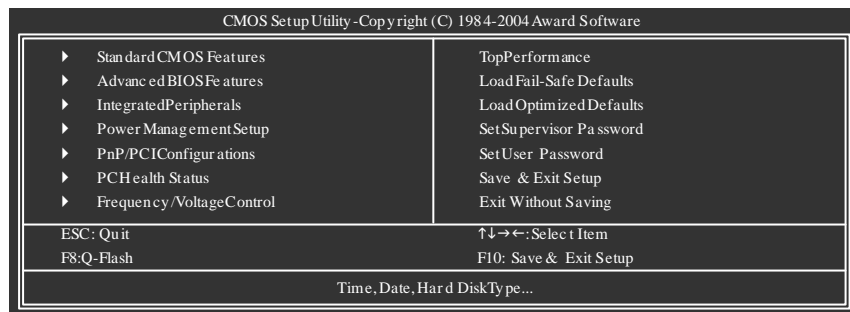 CMOS Setup Utility-Copyright (C) 1984-2004 Award Software
▶ Standard CMOS Features
▶ Advanced BIOS Features
▶ Integrated Peripherals
▶ Power Management Setup
▶ PnP/PCI Configurations
▶ PC Health Status
▶ Frequency/Voltage Control
Top Performance
Load Fail-Safe Defaults
Load Optimized Defaults
Set Supervisor Password
Set User Password
Save & Exit Setup
Exit Without Saving
ESC: Quit
↑↓→←: Select Item
F8: Q-Flash
F10: Save & Exit Setup
Time, Date, Hard Disk Type...